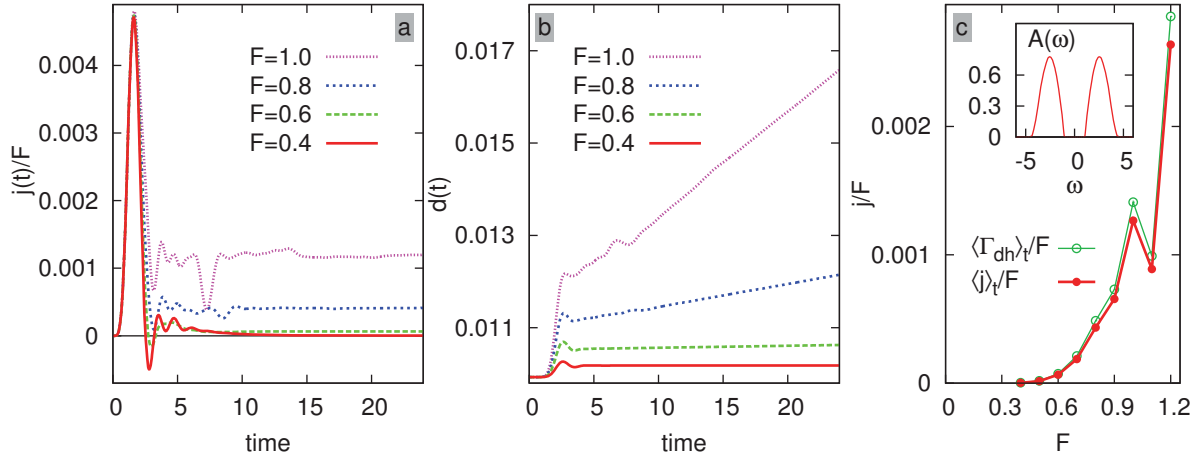 a
j(t)/F
0.004
0.003
0.002
0.001
0
F=1.0
F=0.8
F=0.6
F=0.4
0 5 10 15 20
time
b
d(t)
0.017
0.015
0.013
0.011
F=1.0
F=0.8
F=0.6
F=0.4
0 5 10 15 20
time
c
j/F
0.002
0.001
0
A(ω)
0.6
0.3
0
-5 0 5
ω
⟨Γdh⟩t/F
⟨j⟩t/F
0 0.3 0.6 0.9 1.2
F